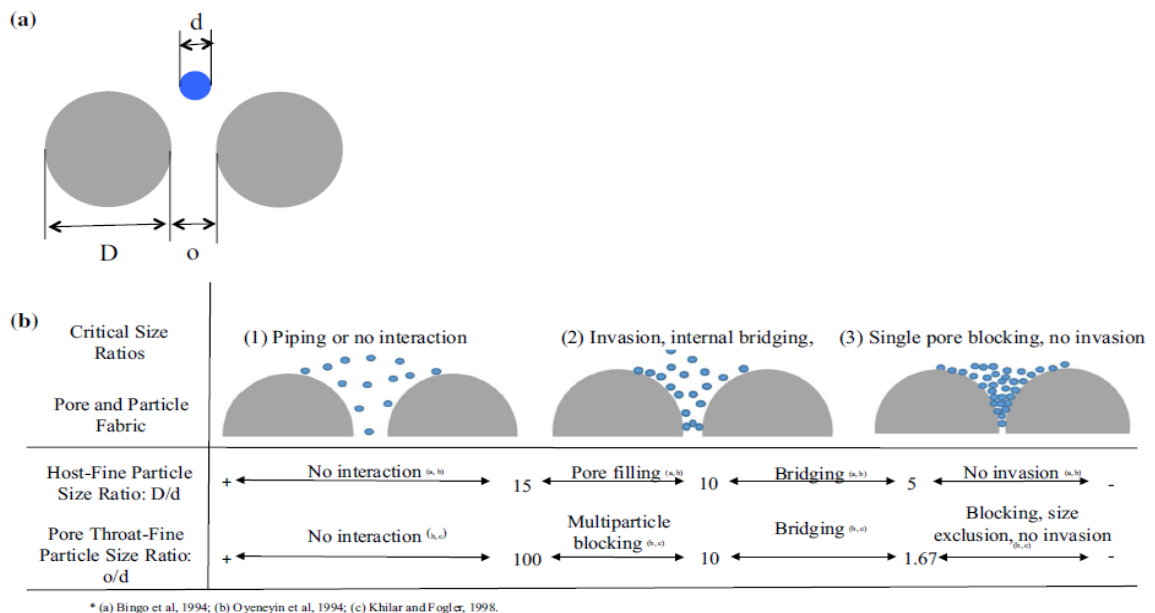 (a)
d
D
o
(b)
Critical Size
Ratios
(1) Piping or no interaction
(2) Invasion, internal bridging,
(3) Single pore blocking, no invasion
Pore and Particle
Fabric
Host-Fine Particle
Size Ratio: D/d
+
No interaction (a, b)
15
Pore filling (a, b)
10
Bridging (a, b)
5
No invasion (a, b)
-
Pore Throat-Fine
Particle Size Ratio:
o/d
+
No interaction (b, c)
100
Multiparticle
blocking (b, c)
10
Bridging (b, c)
1.67
Blocking, size
exclusion, no invasion
(b, c)
-
* (a) Bingo et al, 1994; (b) Oyeneyin et al, 1994; (c) Khilar and Fogler, 1998.